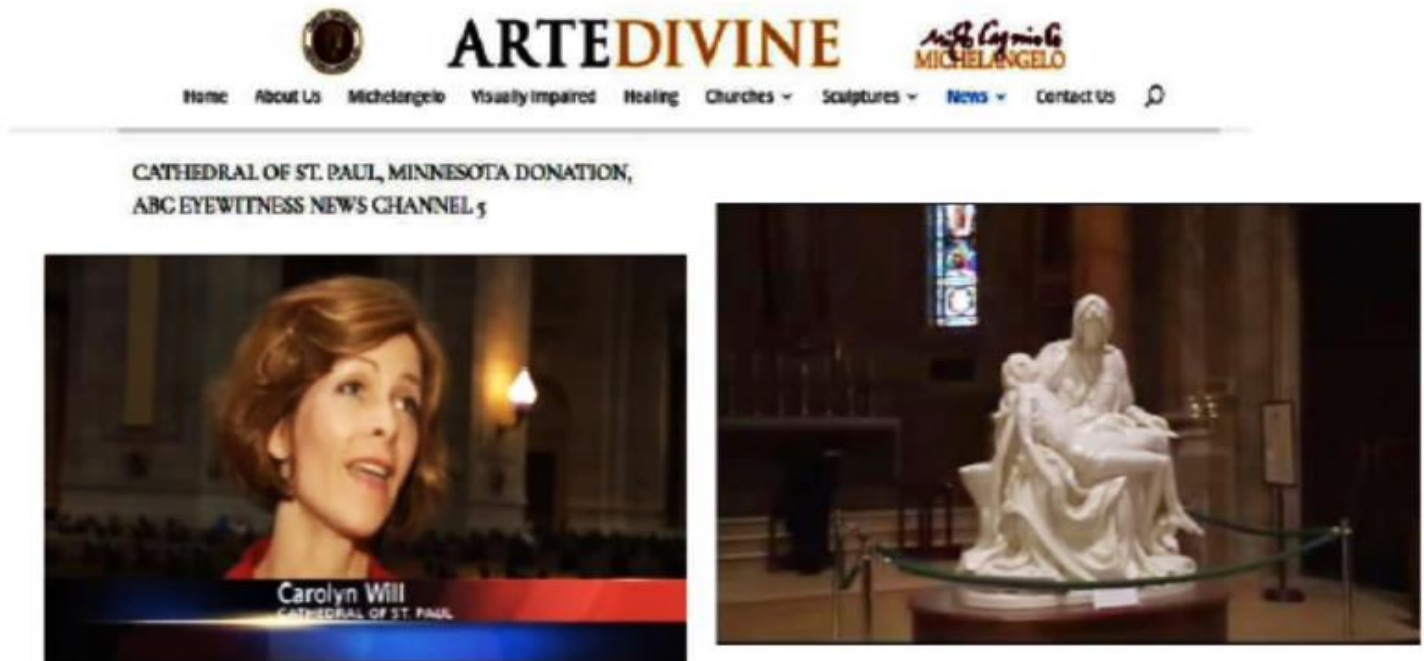 ARTEDIVINE
MICHELANGELO
Home About Us Michelangelo Visually Impaired Healing Churches Sculptures News Contact Us
CATHEDRAL OF ST. PAUL, MINNESOTA DONATION,
ABC EYEWITNESS NEWS CHANNEL 5
Carolyn Will
CATHEDRAL OF ST. PAUL